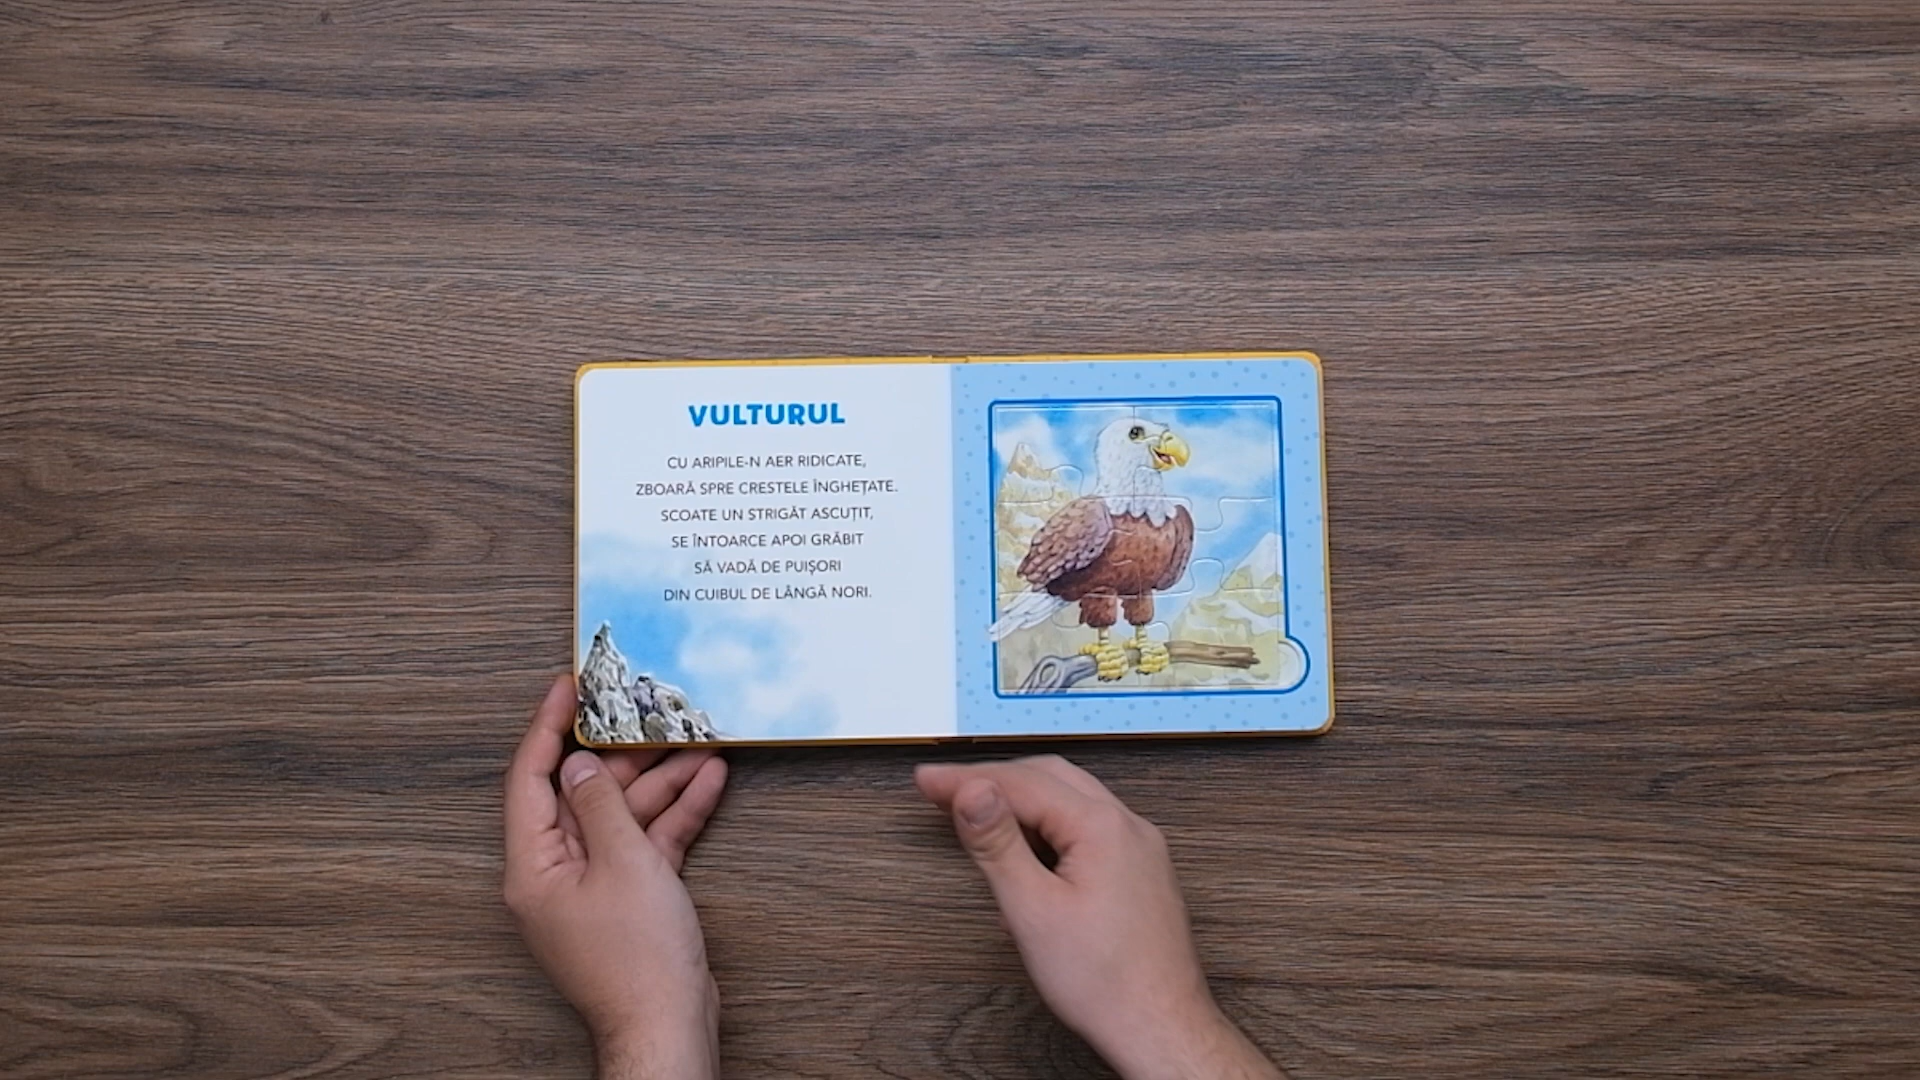 VULTURUL
CU ARIPILE-N AER RIDICATE,
ZBOARĂ SPRE CRESTELE ÎNGHEȚATE.
SCOATE UN STRIGĂT ASCUȚIT,
SE ÎNTOARCE APOI GRĂBIT
SĂ VADĂ DE PUIȘORI
DIN CUIBUL DE LÂNGĂ NORI.